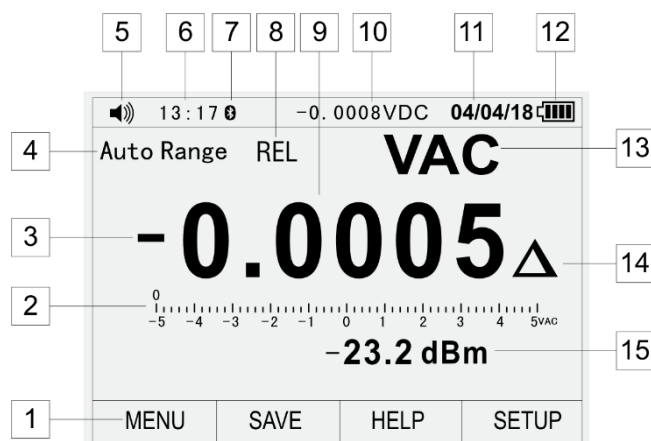 5 6 7 8 9 10 11 12
13:17 -0.0008VDC 04/04/18
4 Auto Range REL VAC 13
3 -0.0005Δ 14
2 0
-5 -4 -3 -2 -1 0 1 2 3 4 5VAC
-23.2 dBm 15
1 MENU SAVE HELP SETUP